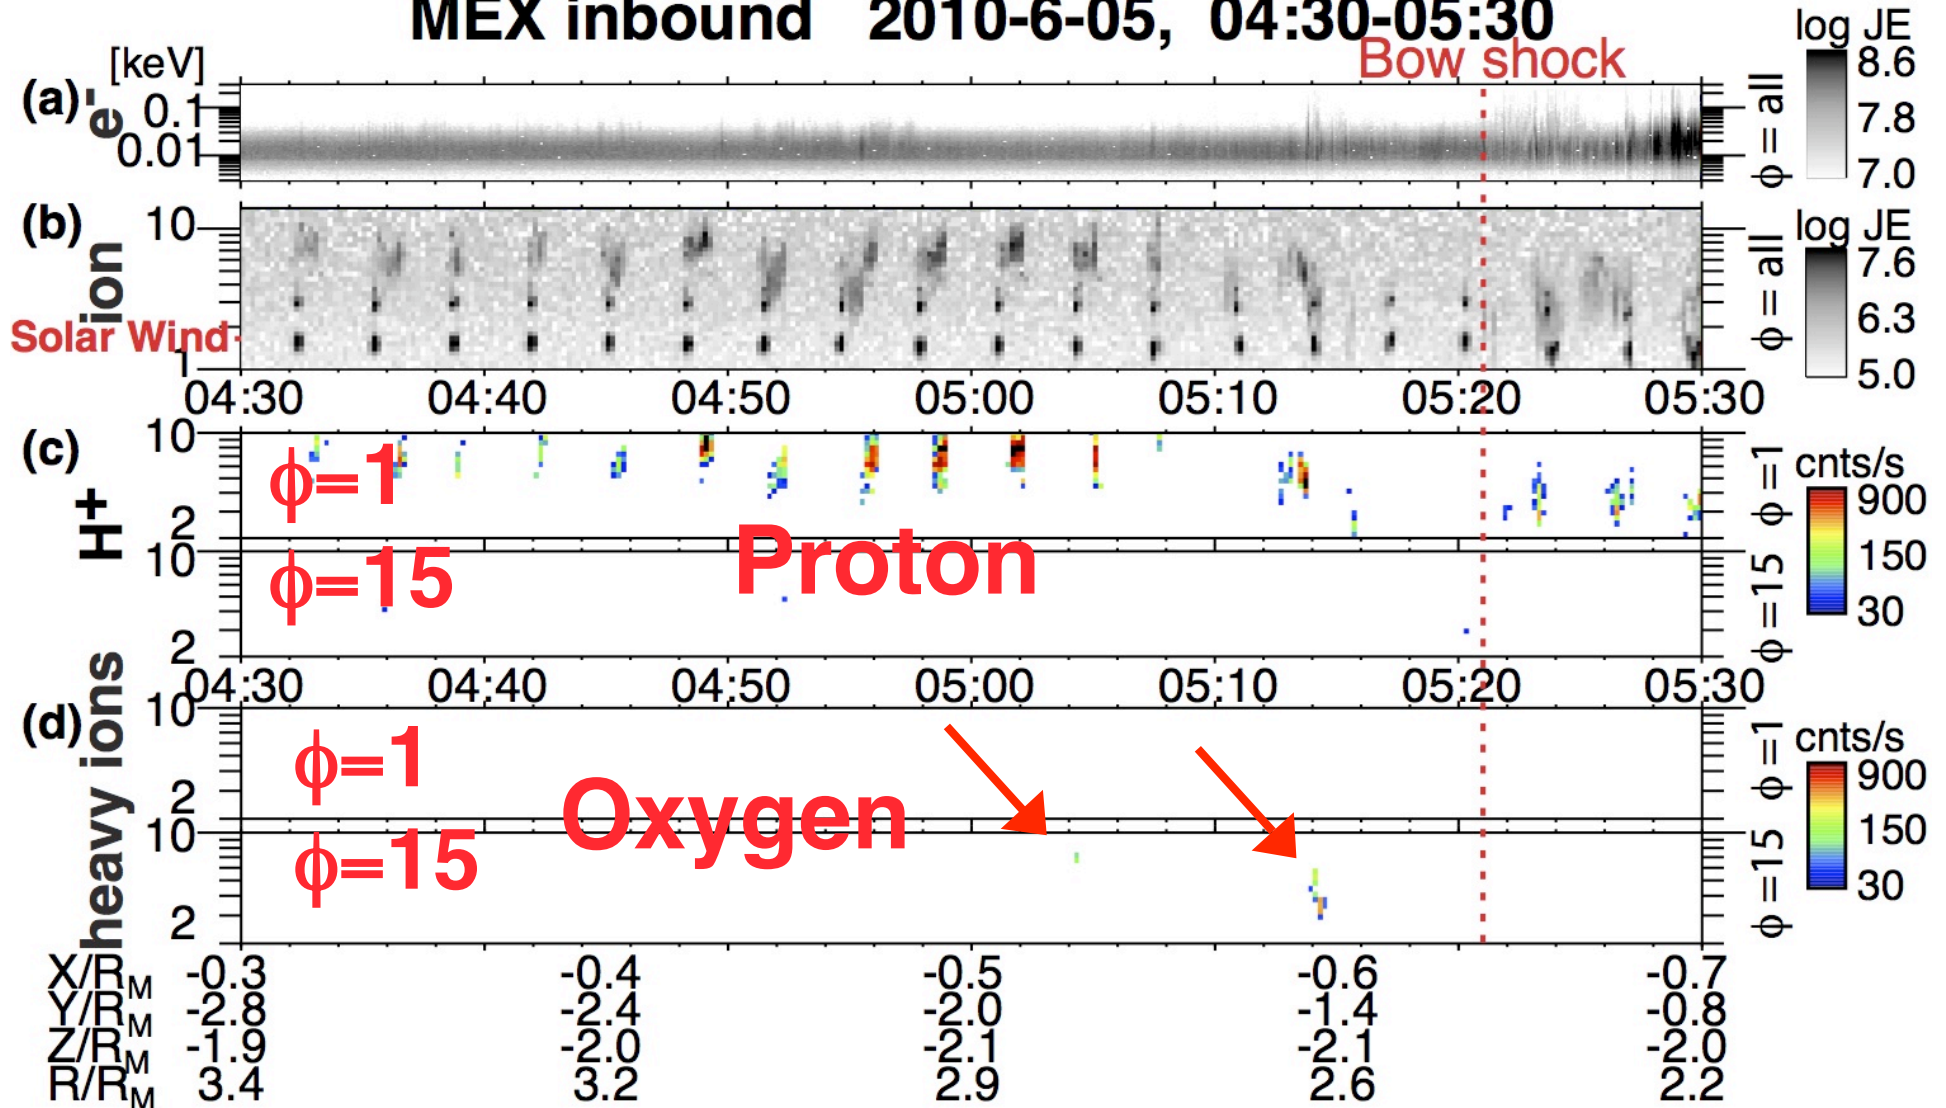 MEX inbound 2010-6-05, 04:30-05:30
Bow shock
log JE
[keV]
(a)
e-
0.1
0.01
ϕ = all
8.6
7.8
7.0
(b)
ion
10
1
Solar Wind
ϕ = all
log JE
7.6
6.3
5.0
04:30 04:40 04:50 05:00 05:10 05:20 05:30
(c)
H+
10
2
ϕ=1
ϕ = 1
cnts/s
900
150
30
Proton
10
2
ϕ=15
ϕ = 15
04:30 04:40 04:50 05:00 05:10 05:20 05:30
(d)
heavy ions
10
2
ϕ=1
ϕ = 1
cnts/s
900
150
30
Oxygen
10
2
ϕ=15
ϕ = 15
X/RM -0.3 -0.4 -0.5 -0.6 -0.7
Y/RM -2.8 -2.4 -2.0 -1.4 -0.8
Z/RM -1.9 -2.0 -2.1 -2.1 -2.0
R/RM 3.4 3.2 2.9 2.6 2.2